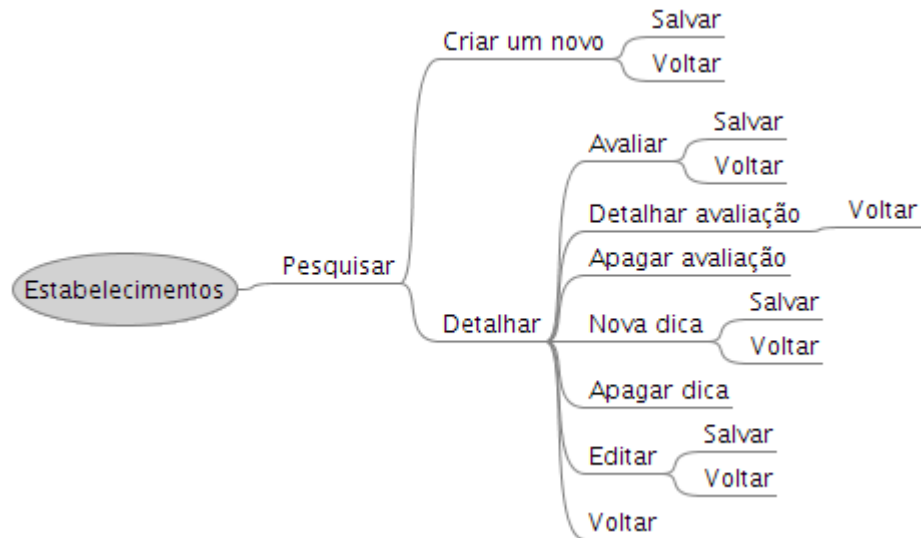 Estabelecimentos
Pesquisar
Criar um novo
Salvar
Voltar
Detalhar
Avaliar
Salvar
Voltar
Detalhar avaliação
Voltar
Apagar avaliação
Nova dica
Salvar
Voltar
Apagar dica
Editar
Salvar
Voltar
Voltar